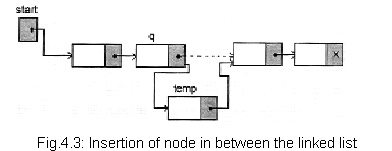 start
q
temp
X
Fig.4.3: Insertion of node in between the linked list